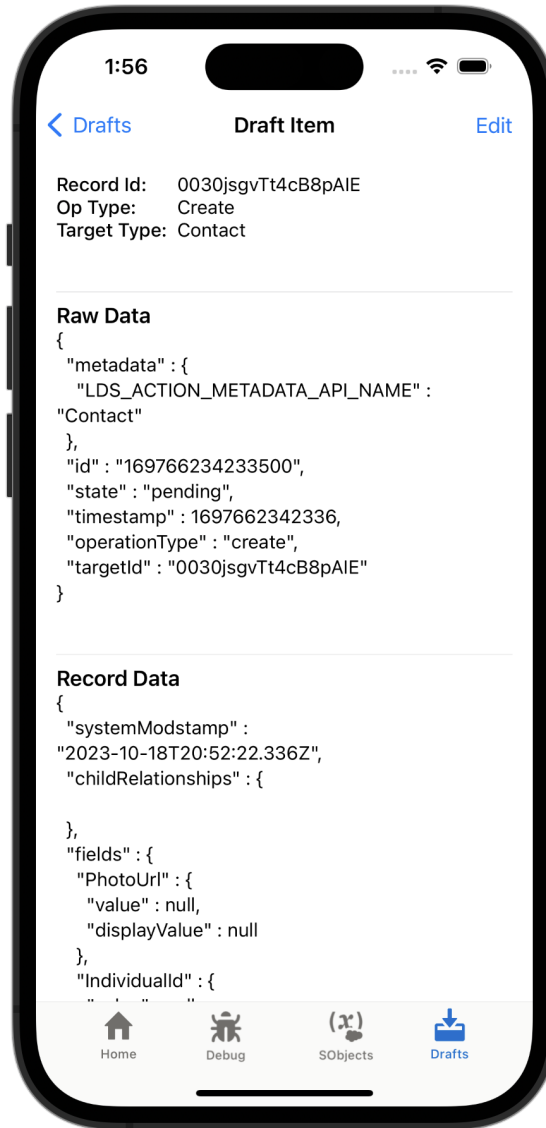 1:56
Drafts
Draft Item
Edit
Record Id: 0030jsgvTt4cB8pAIE
Op Type: Create
Target Type: Contact
Raw Data
{
"metadata" : {
"LDS_ACTION_METADATA_API_NAME" :
"Contact"
},
"id" : "169766234233500",
"state" : "pending",
"timestamp" : 1697662342336,
"operationType" : "create",
"targetId" : "0030jsgvTt4cB8pAIE"
}
Record Data
{
"systemModstamp" :
"2023-10-18T20:52:22.336Z",
"childRelationships" : {
},
"fields" : {
"PhotoUrl" : {
"value" : null,
"displayValue" : null
},
"IndividualId" : {
Home
Debug
(x)
SObjects
Drafts